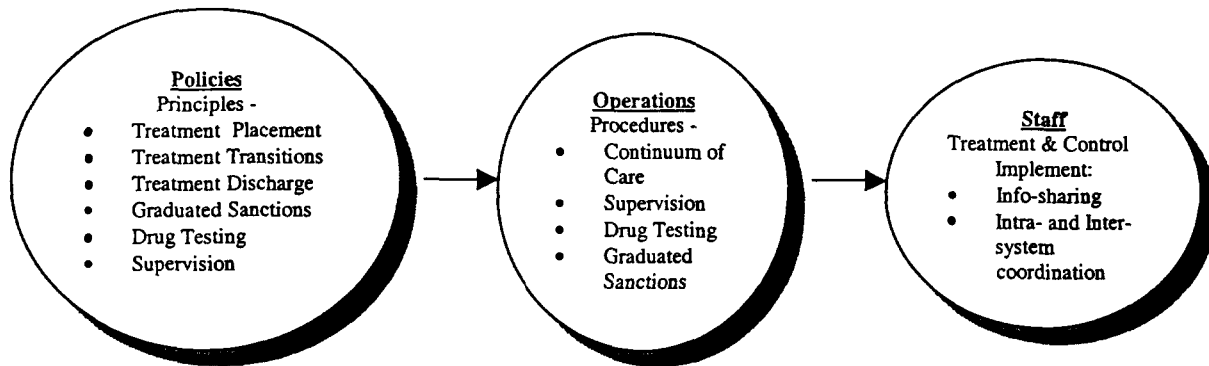 Policies
Principles -
• Treatment Placement
• Treatment Transitions
• Treatment Discharge
• Graduated Sanctions
• Drug Testing
• Supervision
Operations
Procedures -
• Continuum of
Care
• Supervision
• Drug Testing
• Graduated
Sanctions
Staff
Treatment & Control
Implement:
• Info-sharing
• Intra- and Inter-
system
coordination